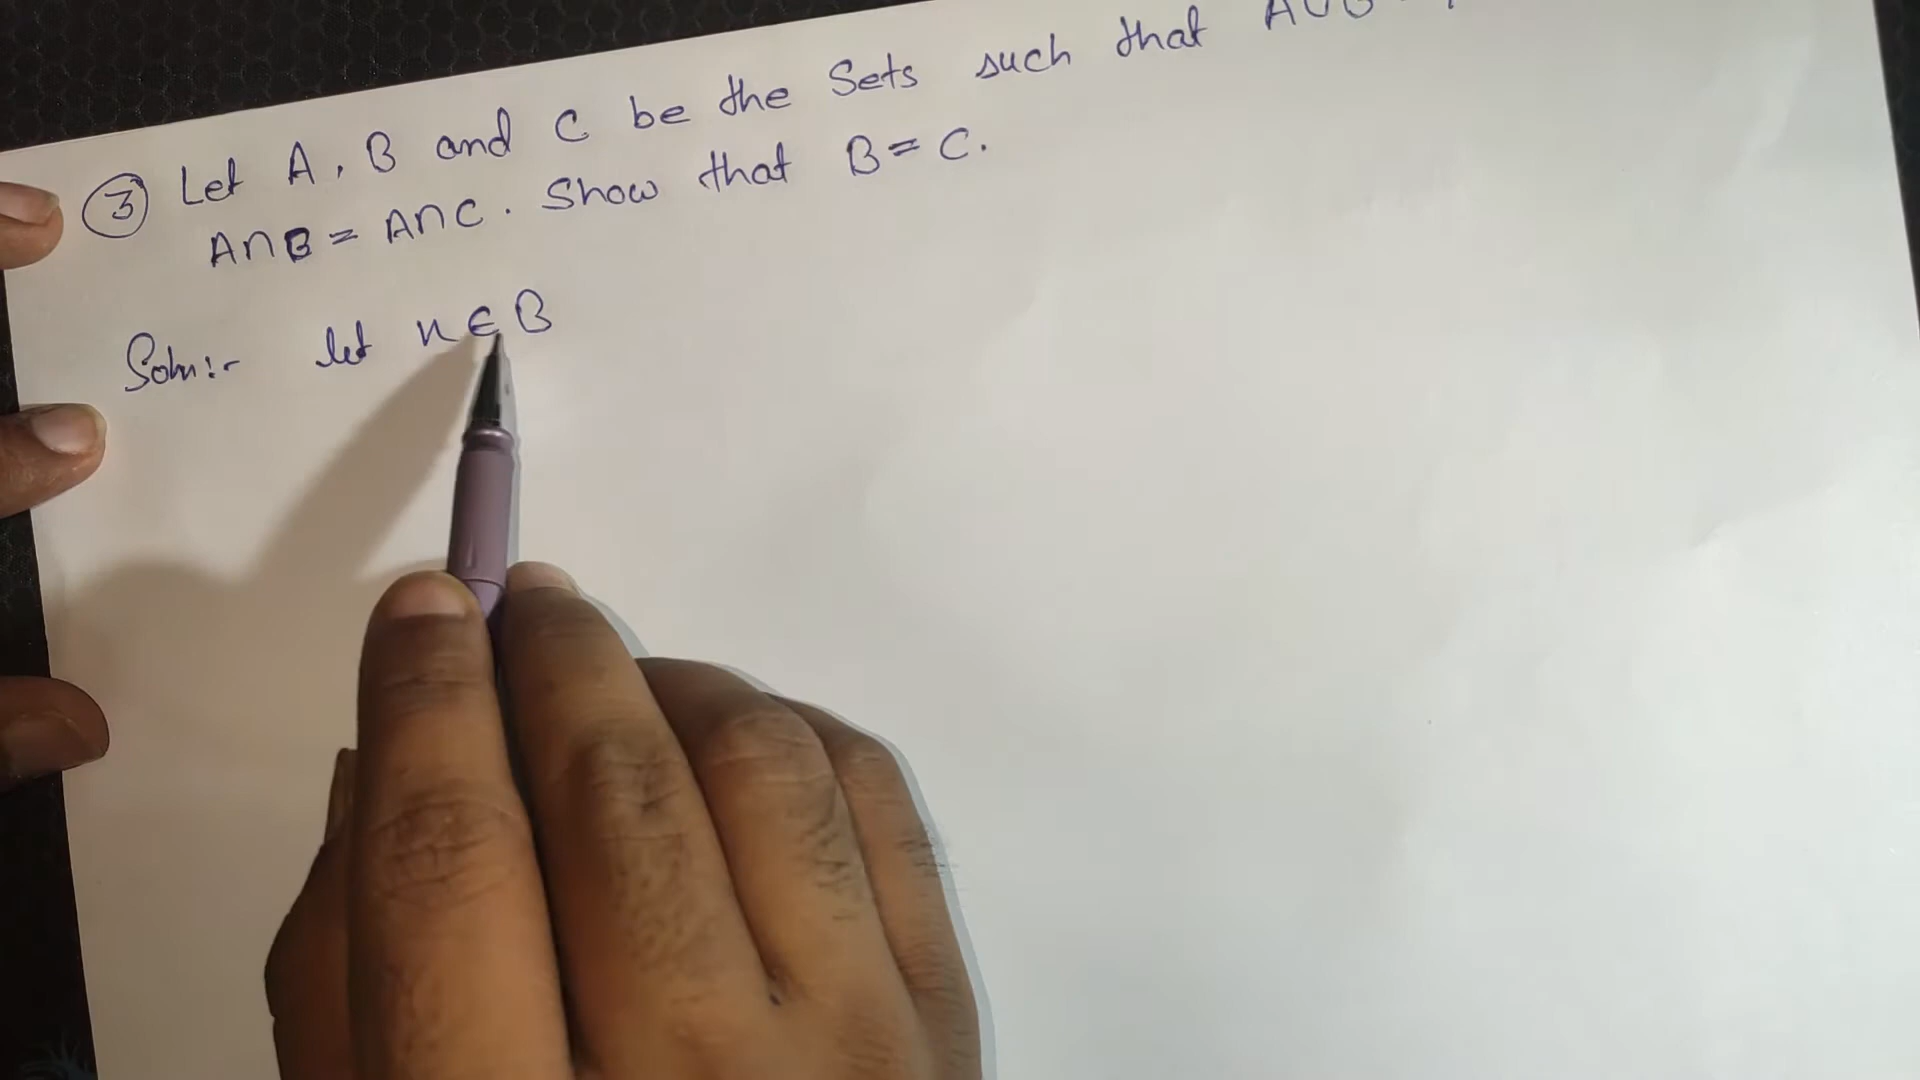 ③ Let A, B and C be the Sets such that A∪B
A∩B = A∩C. Show that B = C.
Soln:- let x ∈ B